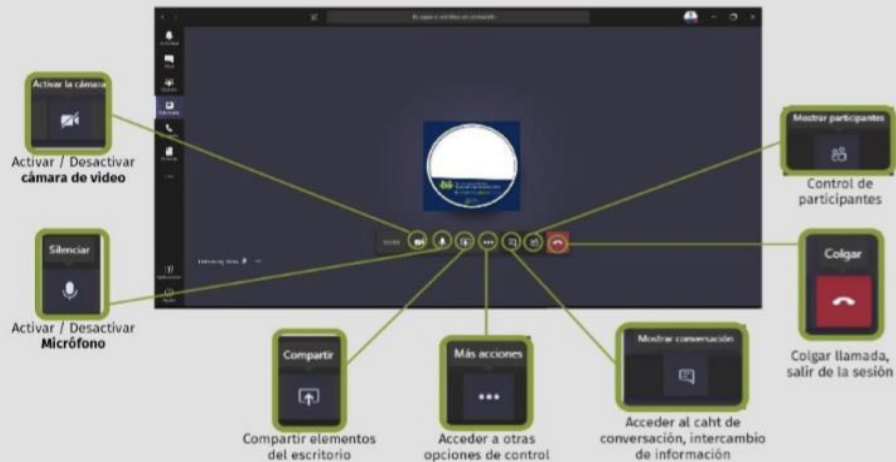 Activar la cámara
Activar / Desactivar
cámara de video
Silenciar
Activar / Desactivar
Micrófono
Compartir
Compartir elementos
del escritorio
Más acciones
Acceder a otras
opciones de control
Mostrar conversación
Acceder al caht de
conversación, intercambio
de información
Mostrar participantes
Control de
participantes
Colgar
Colgar llamada,
salir de la sesión